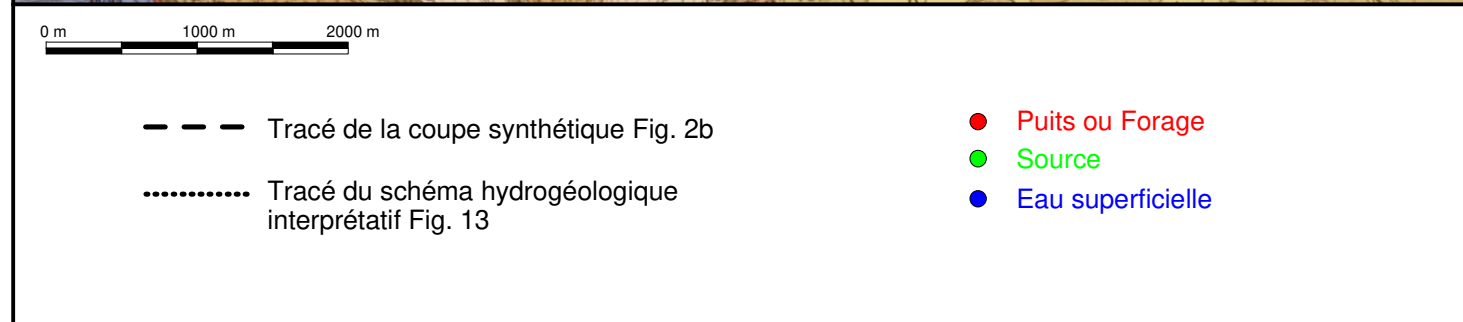 0 m 1000 m 2000 m
Tracé de la coupe synthétique Fig. 2b
Tracé du schéma hydrogéologique
interprétatif Fig. 13
Puits ou Forage
Source
Eau superficielle